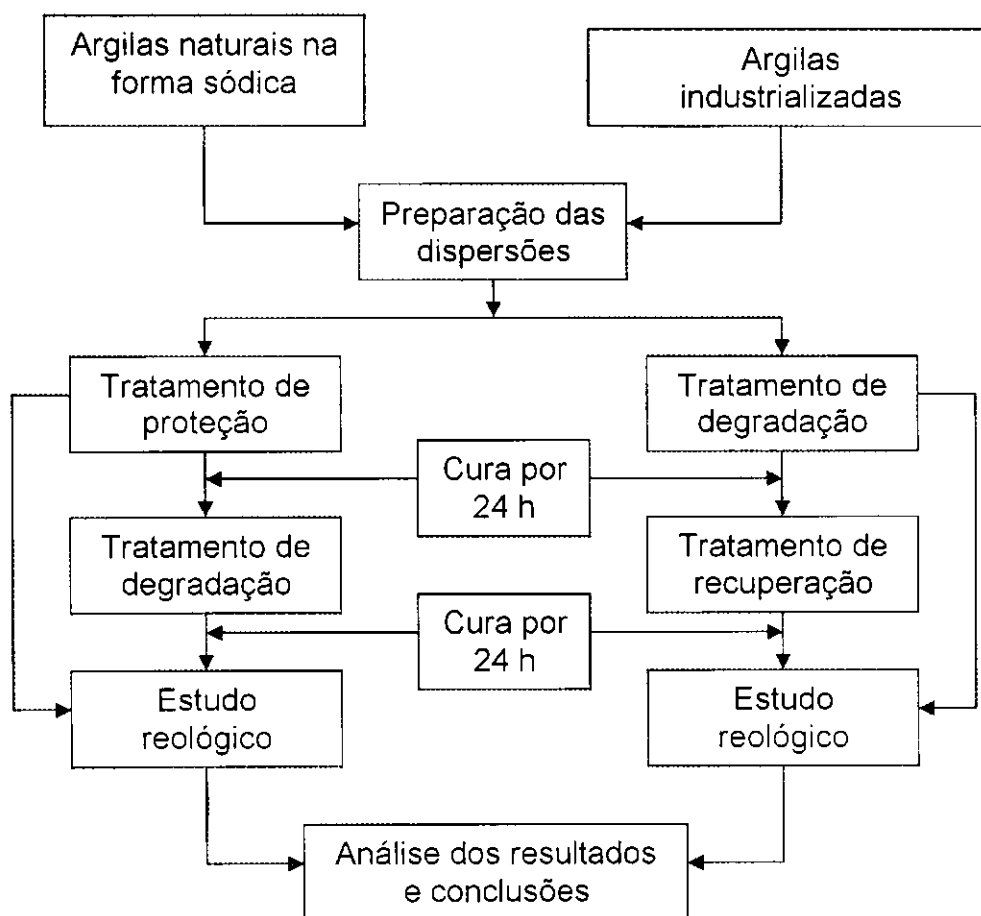 Argilas naturais na
forma sódica
Argilas
industrializadas
Preparação das
dispersões
Tratamento de
proteção
Tratamento de
degradação
Cura por
24 h
Tratamento de
degradação
Tratamento de
recuperação
Cura por
24 h
Estudo
reológico
Estudo
reológico
Análise dos resultados
e conclusões